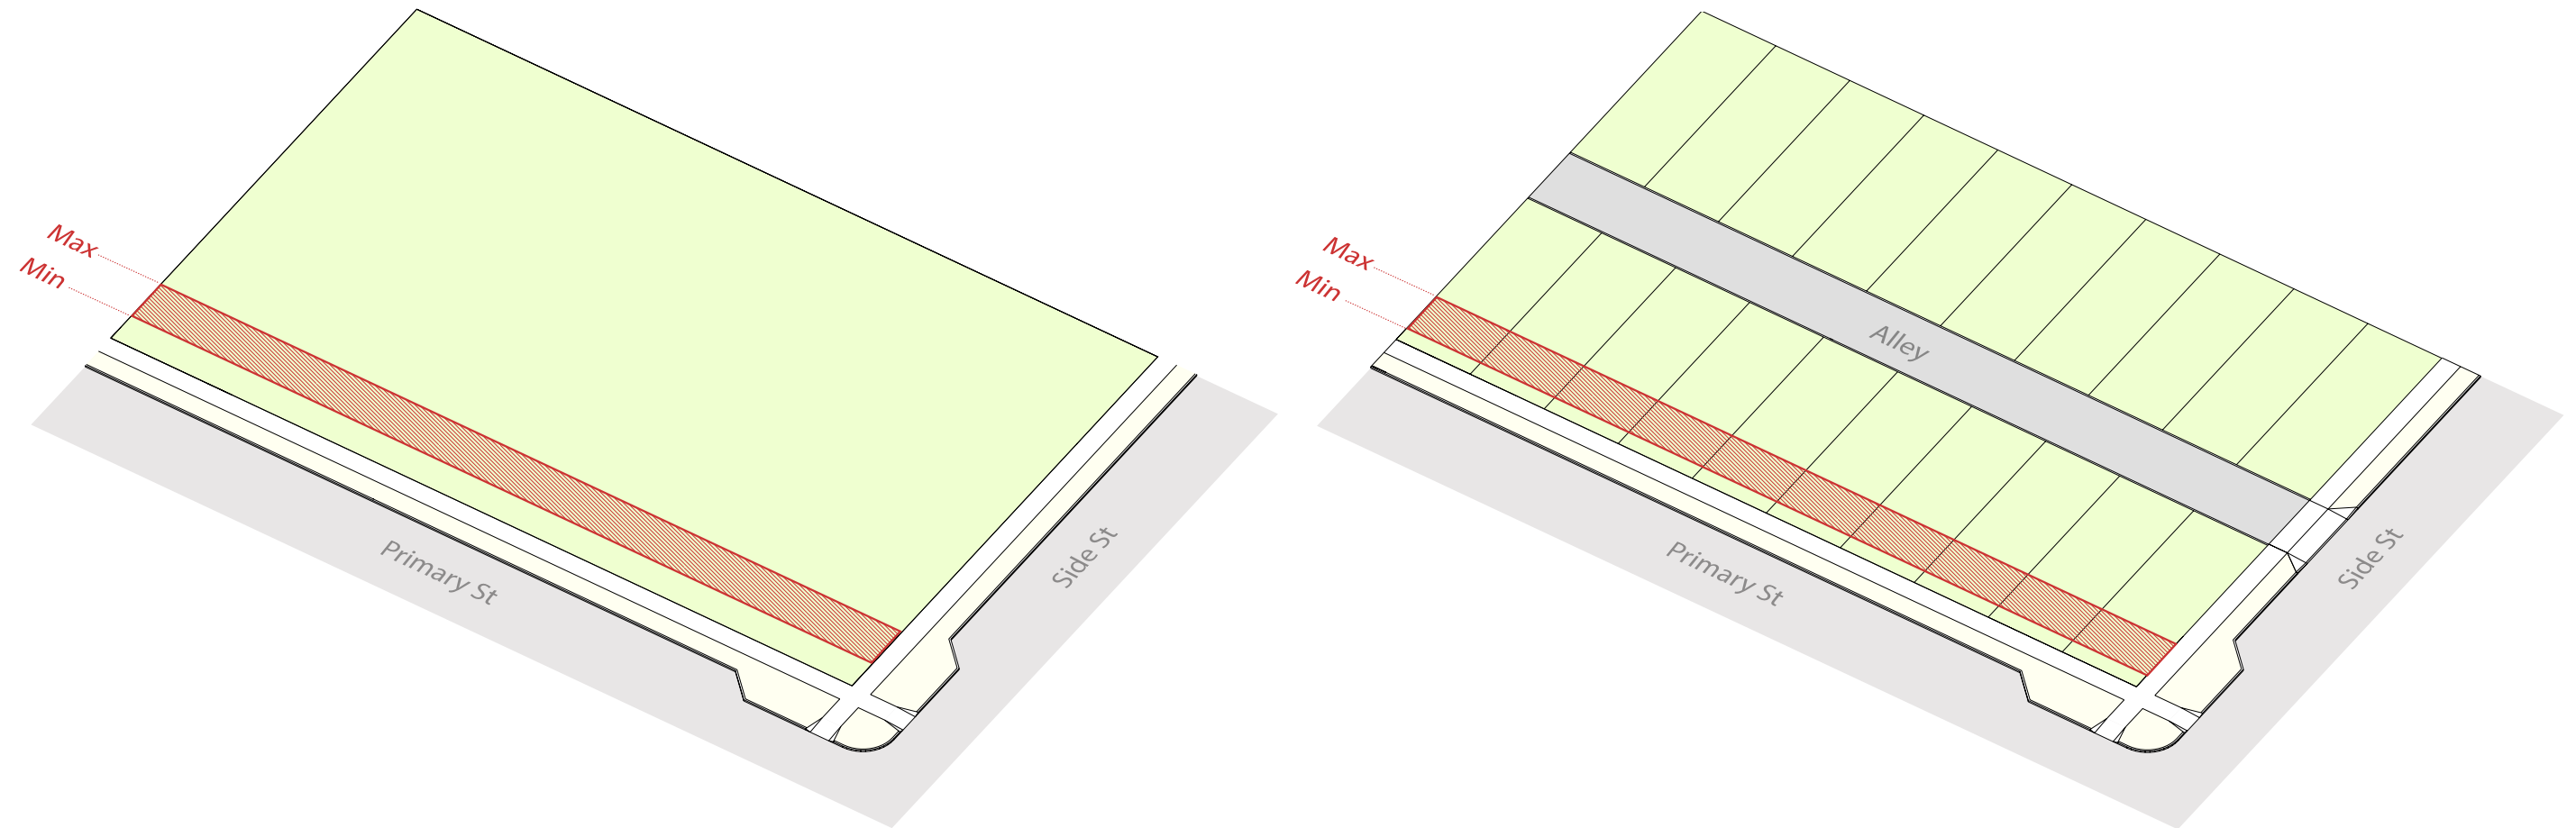 Max
Min
Primary St
Side St
Max
Min
Alley
Primary St
Side St